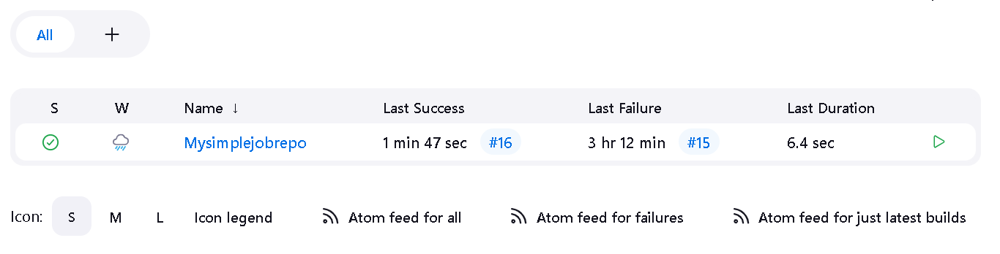 All +
S W Name ↓ Last Success Last Failure Last Duration
Mysimplejobrepo 1 min 47 sec #16 3 hr 12 min #15 6.4 sec
Icon: S M L Icon legend Atom feed for all Atom feed for failures Atom feed for just latest builds